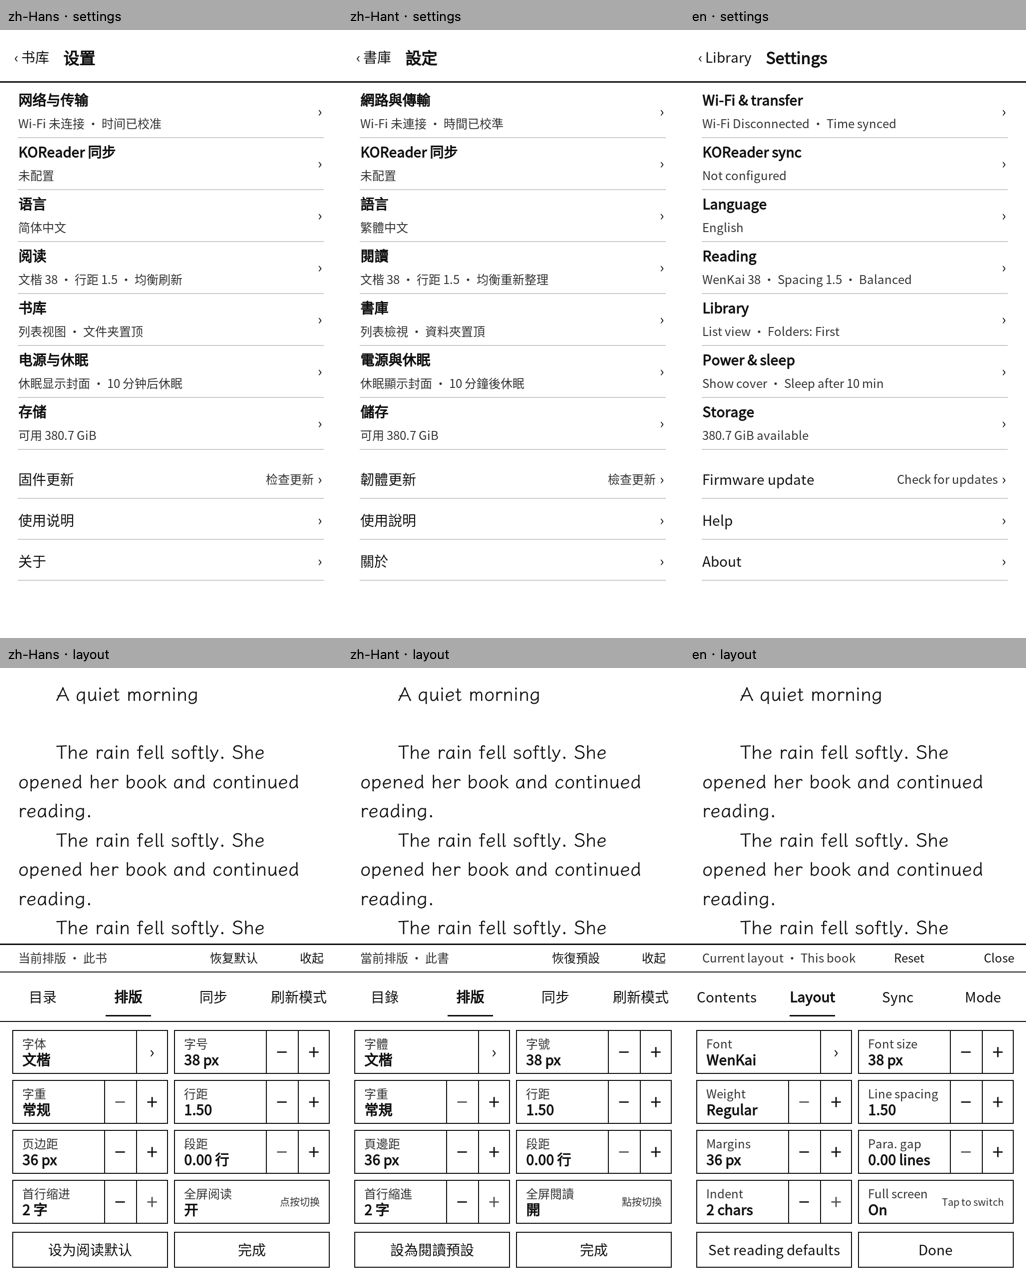 zh-Hans · settings
‹ 书库 设置
网络与传输
Wi-Fi 未连接 · 时间已校准
›
KOReader 同步
未配置
›
语言
简体中文
›
阅读
文楷 38 · 行距 1.5 · 均衡刷新
›
书库
列表视图 · 文件夹置顶
›
电源与休眠
休眠显示封面 · 10 分钟后休眠
›
存储
可用 380.7 GiB
›
固件更新 检查更新 ›
使用说明 ›
关于 ›
zh-Hant · settings
‹ 書庫 設定
網路與傳輸
Wi-Fi 未連接 · 時間已校準
›
KOReader 同步
未配置
›
語言
繁體中文
›
閱讀
文楷 38 · 行距 1.5 · 均衡重新整理
›
書庫
列表檢視 · 資料夾置頂
›
電源與休眠
休眠顯示封面 · 10 分鐘後休眠
›
儲存
可用 380.7 GiB
›
韌體更新 檢查更新 ›
使用說明 ›
關於 ›
en · settings
‹ Library Settings
Wi-Fi & transfer
Wi-Fi Disconnected · Time synced
›
KOReader sync
Not configured
›
Language
English
›
Reading
WenKai 38 · Spacing 1.5 · Balanced
›
Library
List view · Folders: First
›
Power & sleep
Show cover · Sleep after 10 min
›
Storage
380.7 GiB available
›
Firmware update Check for updates ›
Help ›
About ›
zh-Hans · layout
A quiet morning
The rain fell softly. She
opened her book and continued
reading.
The rain fell softly. She
opened her book and continued
reading.
The rain fell softly. She
当前排版 · 此书 恢复默认 收起
目录 排版 同步 刷新模式
字体
文楷
›
字号
38 px
− +
字重
常规
− +
行距
1.50
− +
页边距
36 px
− +
段距
0.00 行
− +
首行缩进
2 字
− +
全屏阅读
开
点按切换
设为阅读默认 完成
zh-Hant · layout
A quiet morning
The rain fell softly. She
opened her book and continued
reading.
The rain fell softly. She
opened her book and continued
reading.
The rain fell softly. She
當前排版 · 此書 恢復預設 收起
目錄 排版 同步 刷新模式
字體
文楷
›
字號
38 px
− +
字重
常規
− +
行距
1.50
− +
頁邊距
36 px
− +
段距
0.00 行
− +
首行縮進
2 字
− +
全屏閱讀
開
點按切換
設為閱讀預設 完成
en · layout
A quiet morning
The rain fell softly. She
opened her book and continued
reading.
The rain fell softly. She
opened her book and continued
reading.
The rain fell softly. She
Current layout · This book Reset Close
Contents Layout Sync Mode
Font
WenKai
›
Font size
38 px
− +
Weight
Regular
− +
Line spacing
1.50
− +
Margins
36 px
− +
Para. gap
0.00 lines
− +
Indent
2 chars
− +
Full screen
On
Tap to switch
Set reading defaults Done